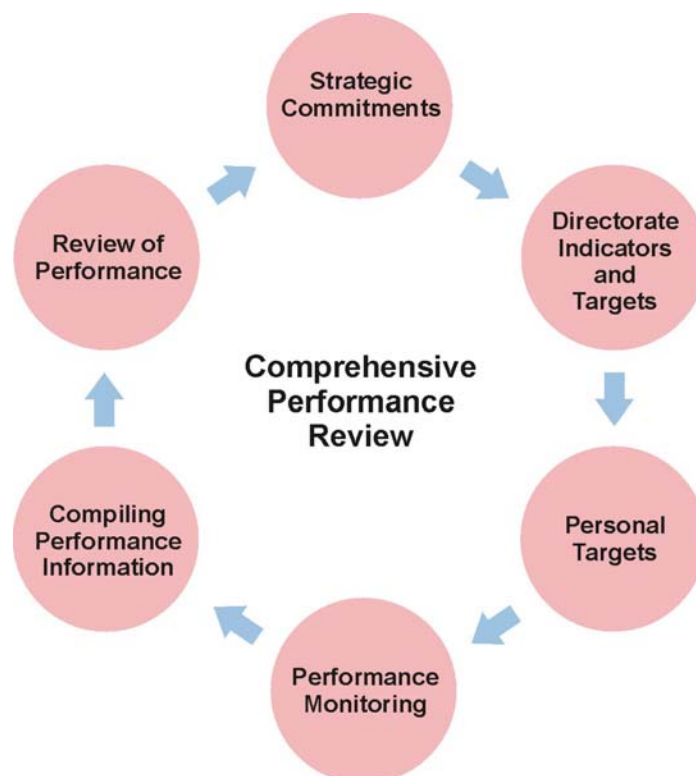 Strategic
Commitments
Directorate
Indicators
and
Targets
Personal
Targets
Performance
Monitoring
Compiling
Performance
Information
Review of
Performance
Comprehensive
Performance
Review